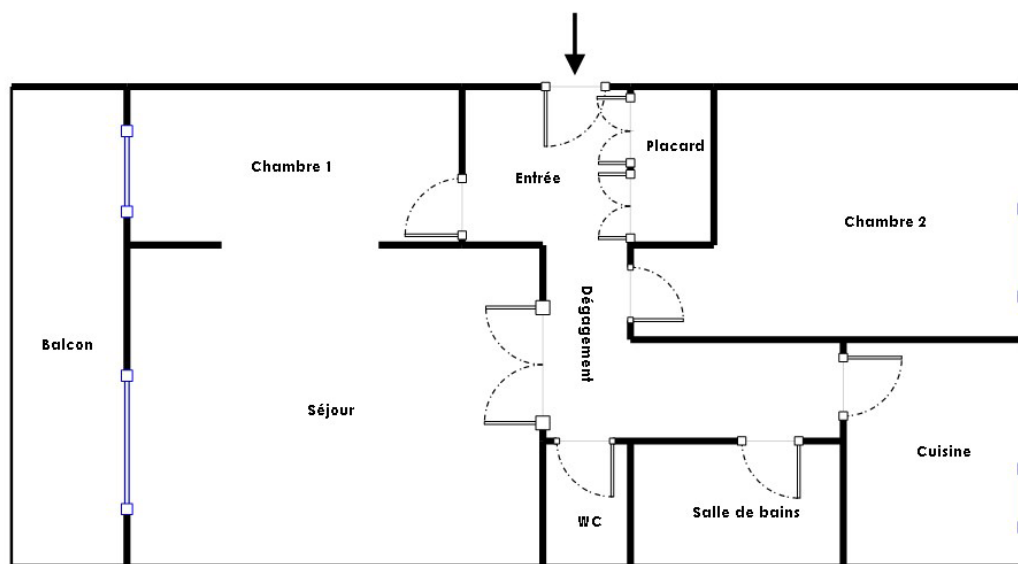 Placard
Chambre 1
Entrée
Chambre 2
Dégagement
Balcon
Séjour
Cuisine
Salle de bains
WC